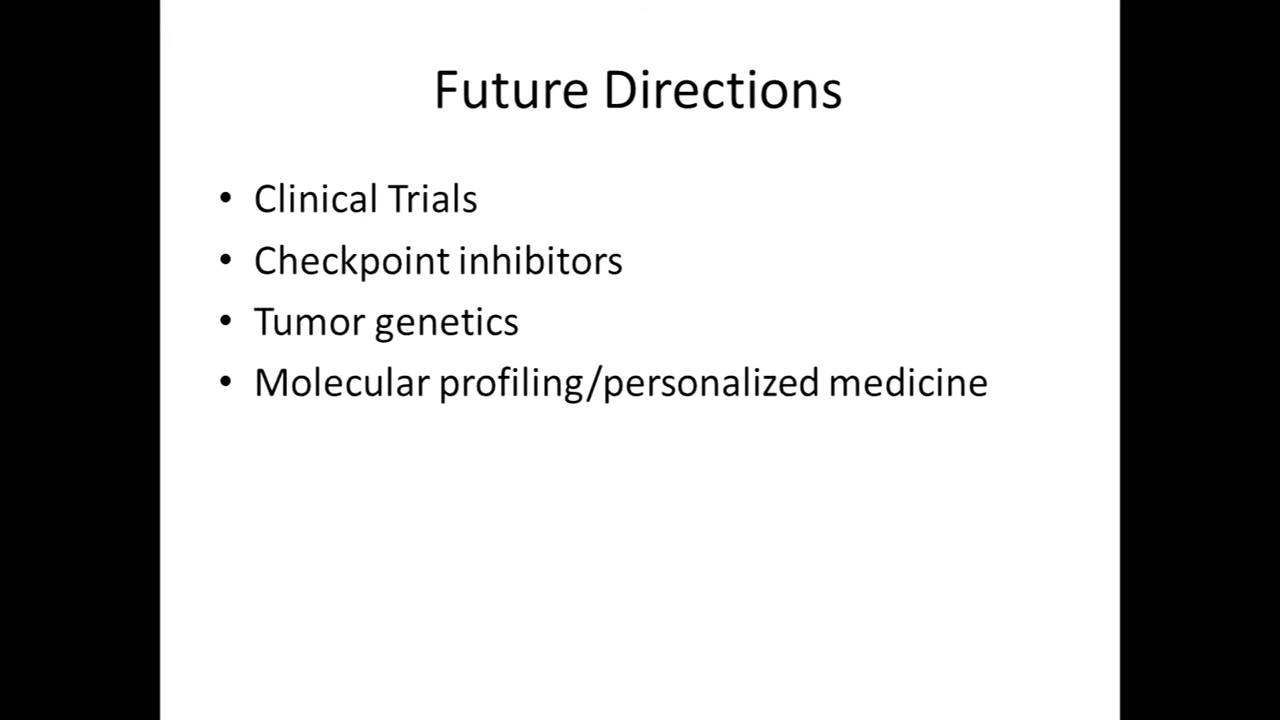 Future Directions
• Clinical Trials
• Checkpoint inhibitors
• Tumor genetics
• Molecular profiling/personalized medicine